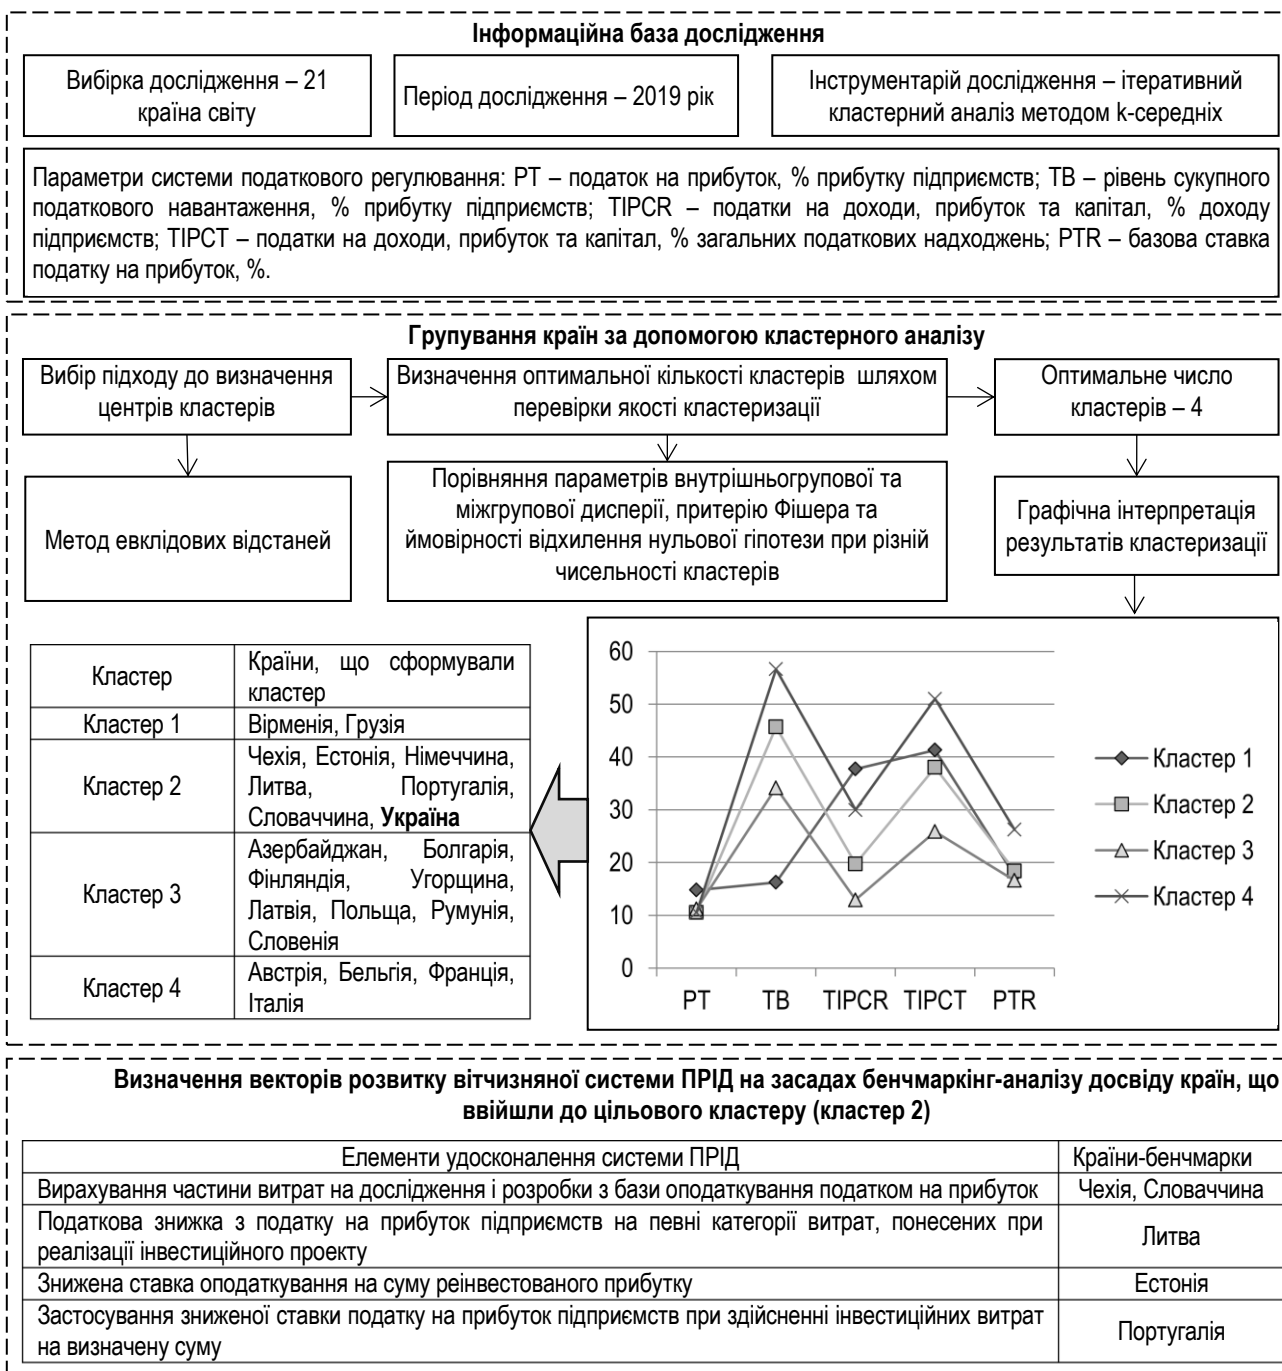 Інформаційна база дослідження
Вибірка дослідження – 21
країна світу
Період дослідження – 2019 рік
Інструментарій дослідження – ітеративний
кластерний аналіз методом k-середніх
Параметри системи податкового регулювання: PT – податок на прибуток, % прибутку підприємств; TB – рівень сукупного
податкового навантаження, % прибутку підприємств; TIPCR – податки на доходи, прибуток та капітал, % доходу
підприємств; TIPCT – податки на доходи, прибуток та капітал, % загальних податкових надходжень; PTR – базова ставка
податку на прибуток, %.
Групування країн за допомогою кластерного аналізу
Вибір підходу до визначення
центрів кластерів
Визначення оптимальної кількості кластерів шляхом
перевірки якості кластеризації
Оптимальне число
кластерів – 4
Метод евклідових відстаней
Порівняння параметрів внутрішньогрупової та
міжгрупової дисперії, притерію Фішера та
ймовірності відхилення нульової гіпотези при різній
чисельності кластерів
Графічна інтерпретація
результатів кластеризації
Кластер
Країни, що сформували
кластер
Кластер 1
Вірменія, Грузія
Кластер 2
Чехія, Естонія, Німеччина,
Литва, Португалія,
Словаччина, Україна
Кластер 3
Азербайджан, Болгарія,
Фінляндія, Угорщина,
Латвія, Польща, Румунія,
Словенія
Кластер 4
Австрія, Бельгія, Франція,
Італія
60
50
40
30
20
10
0
PT TB TIPCR TIPCT PTR
Кластер 1
Кластер 2
Кластер 3
Кластер 4
Визначення векторів розвитку вітчизняної системи ПРІД на засадах бенчмаркінг-аналізу досвіду країн, що
ввійшли до цільового кластеру (кластер 2)
Елементи удосконалення системи ПРІД
Країни-бенчмарки
Вирахування частини витрат на дослідження і розробки з бази оподаткування податком на прибуток
Чехія, Словаччина
Податкова знижка з податку на прибуток підприємств на певні категорії витрат, понесених при
реалізації інвестиційного проекту
Литва
Знижена ставка оподаткування на суму реінвестованого прибутку
Естонія
Застосування зниженої ставки податку на прибуток підприємств при здійсненні інвестиційних витрат
на визначену суму
Португалія